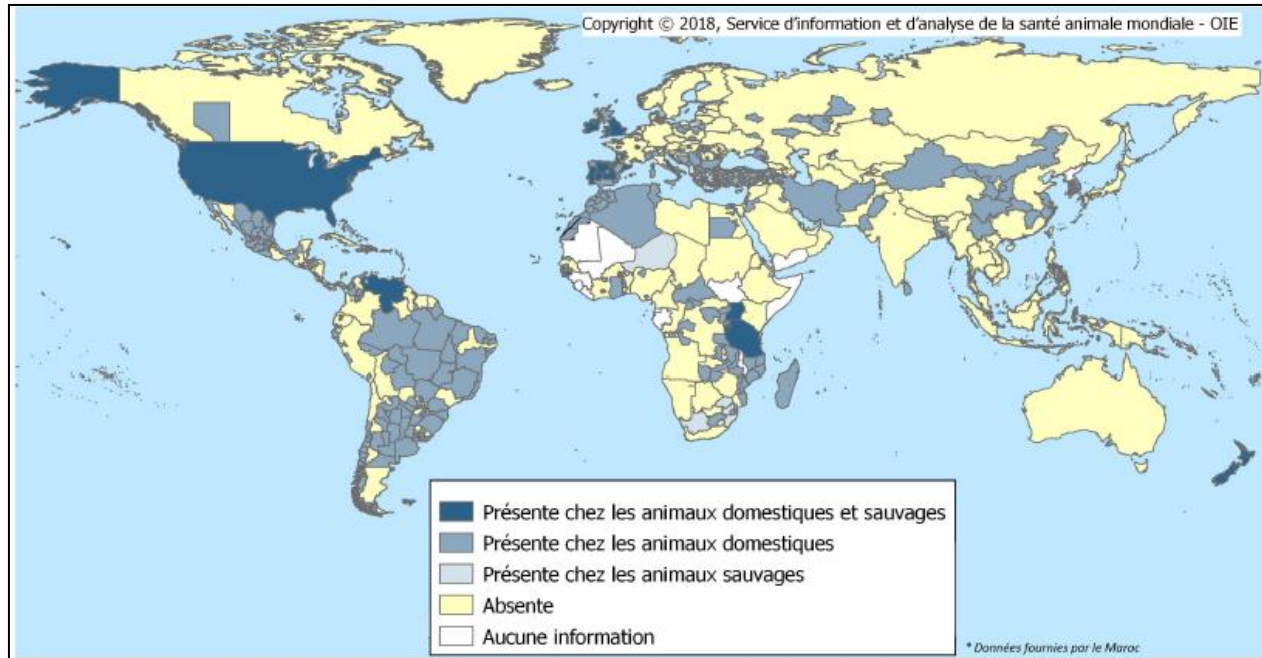 Copyright © 2018, Service d'information et d'analyse de la santé animale mondiale - OIE
Présente chez les animaux domestiques et sauvages
Présente chez les animaux domestiques
Présente chez les animaux sauvages
Absente
Aucune information
* Données fournies par le Maroc